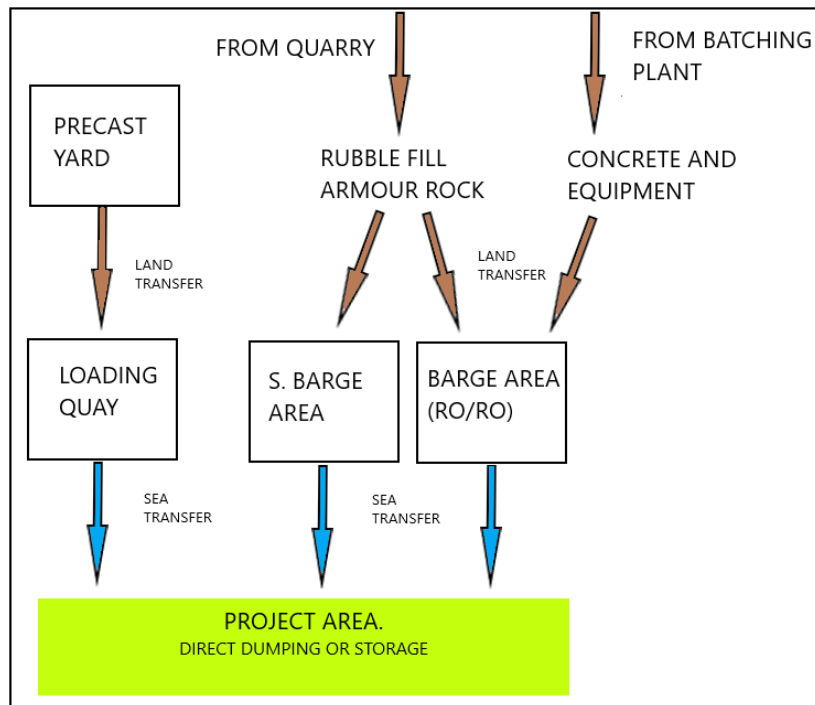 FROM QUARRY
FROM BATCHING
PLANT
PRECAST
YARD
RUBBLE FILL
ARMOUR ROCK
CONCRETE AND
EQUIPMENT
LAND
TRANSFER
LAND
TRANSFER
LOADING
QUAY
S. BARGE
AREA
BARGE AREA
(RO/RO)
SEA
TRANSFER
SEA
TRANSFER
PROJECT AREA.
DIRECT DUMPING OR STORAGE